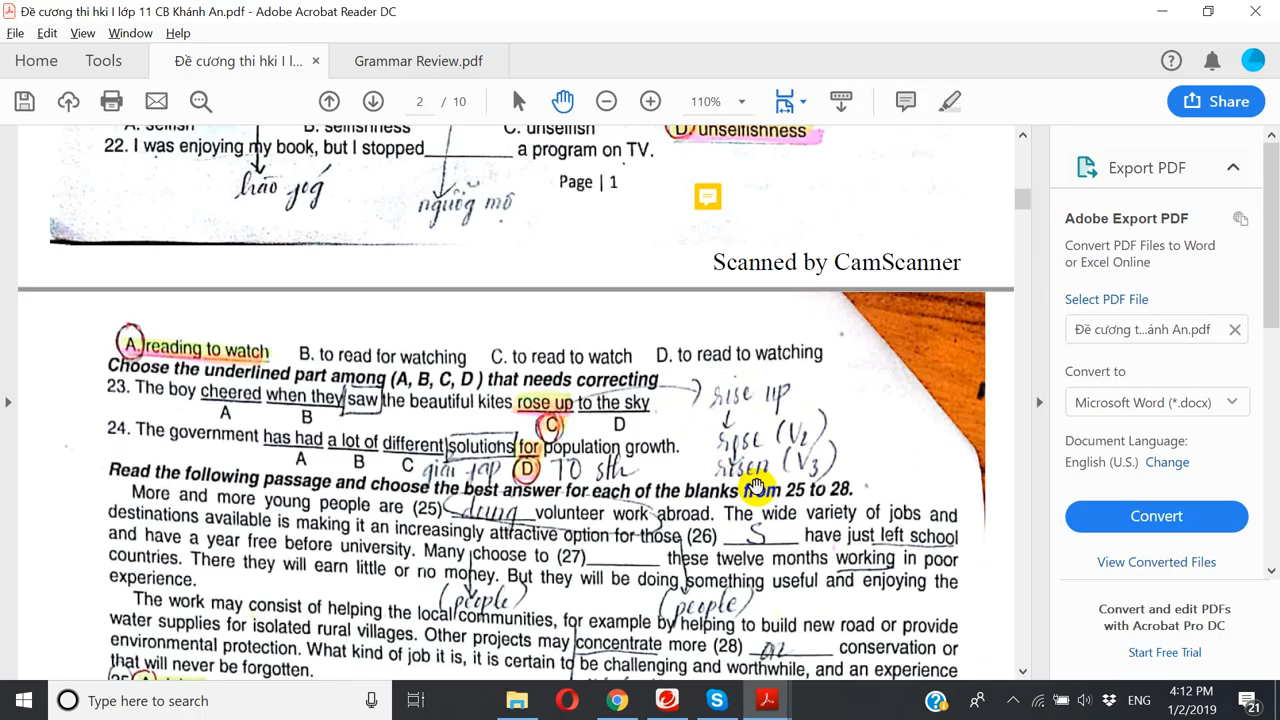 Đề cương thi hki I lớp 11 CB Khánh An.pdf - Adobe Acrobat Reader DC
File Edit View Window Help
Home Tools Đề cương thi hki I l... × Grammar Review.pdf
2 / 10 110% Share
A. selfish B. selfishness C. unselfish D. unselfishness
22. I was enjoying my book, but I stopped________ a program on TV.
Page | 1
Scanned by CamScanner
A. reading to watch B. to read for watching C. to read to watch D. to read to watching
Choose the underlined part among (A, B, C, D ) that needs correcting
23. The boy cheered when they saw the beautiful kites rose up to the sky
rise up
A B C D
24. The government has had a lot of different solutions for population growth.
(V2)
A B C giải páp D TO sth
risen (V3)
Read the following passage and choose the best answer for each of the blanks from 25 to 28.
More and more young people are (25) doing volunteer work abroad. The wide variety of jobs and
destinations available is making it an increasingly attractive option for those (26) S have just left school
and have a year free before university. Many choose to (27)________ these twelve months working in poor
countries. There they will earn little or no money. But they will be doing something useful and enjoying the
experience.
(people) (people)
The work may consist of helping the local communities, for example by helping to build new road or provide
water supplies for isolated rural villages. Other projects may concentrate more (28) on conservation or
environmental protection. What kind of job it is, it is certain to be challenging and worthwhile, and an experience
that will never be forgotten.
Export PDF
Adobe Export PDF
Convert PDF Files to Word
or Excel Online
Select PDF File
Đề cương t...ánh An.pdf
Convert to
Microsoft Word (*.docx)
Document Language:
English (U.S.) Change
Convert
View Converted Files
Convert and edit PDFs
with Acrobat Pro DC
Start Free Trial
Type here to search
ENG
4:12 PM
1/2/2019
21